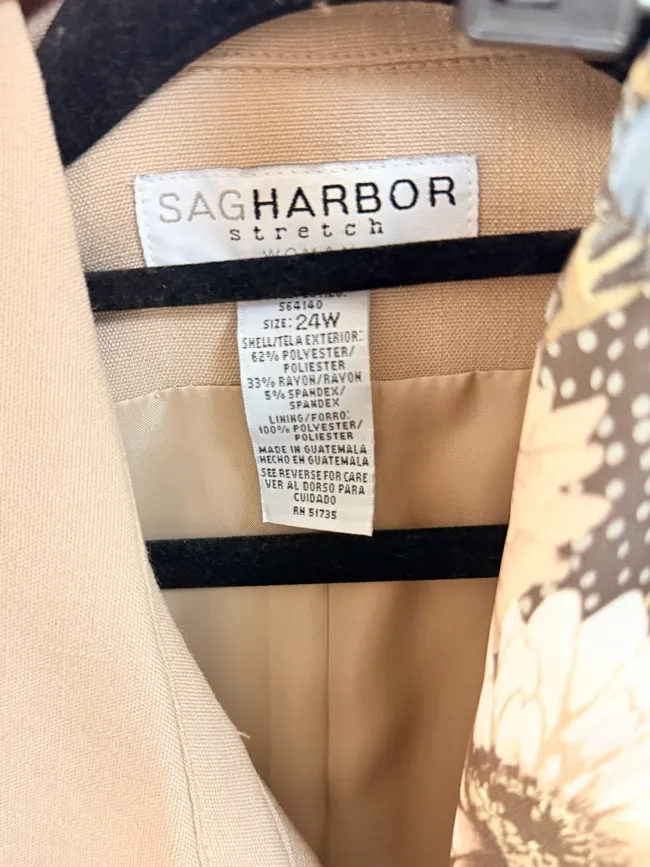 SAGHARBOR
stretch
WOMAN
564140
SIZE: 24W
SHELL/TELA EXTERIOR:
62% POLYESTER/
POLIESTER
33% RAYON/RAYON
5% SPANDEX/
SPANDEX
LINING/FORRO:
100% POLYESTER/
POLIESTER
MADE IN GUATEMALA
HECHO EN GUATEMALA
SEE REVERSE FOR CARE
VER AL DORSO PARA
CUIDADO
RN 51735